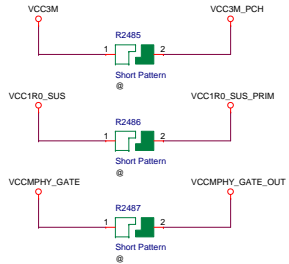 VCC3M VCC3M_PCH
R2485
1 2
Short Pattern
@
VCC1R0_SUS VCC1R0_SUS_PRIM
R2486
1 2
Short Pattern
@
VCCMPHY_GATE VCCMPHY_GATE_OUT
R2487
1 2
Short Pattern
@